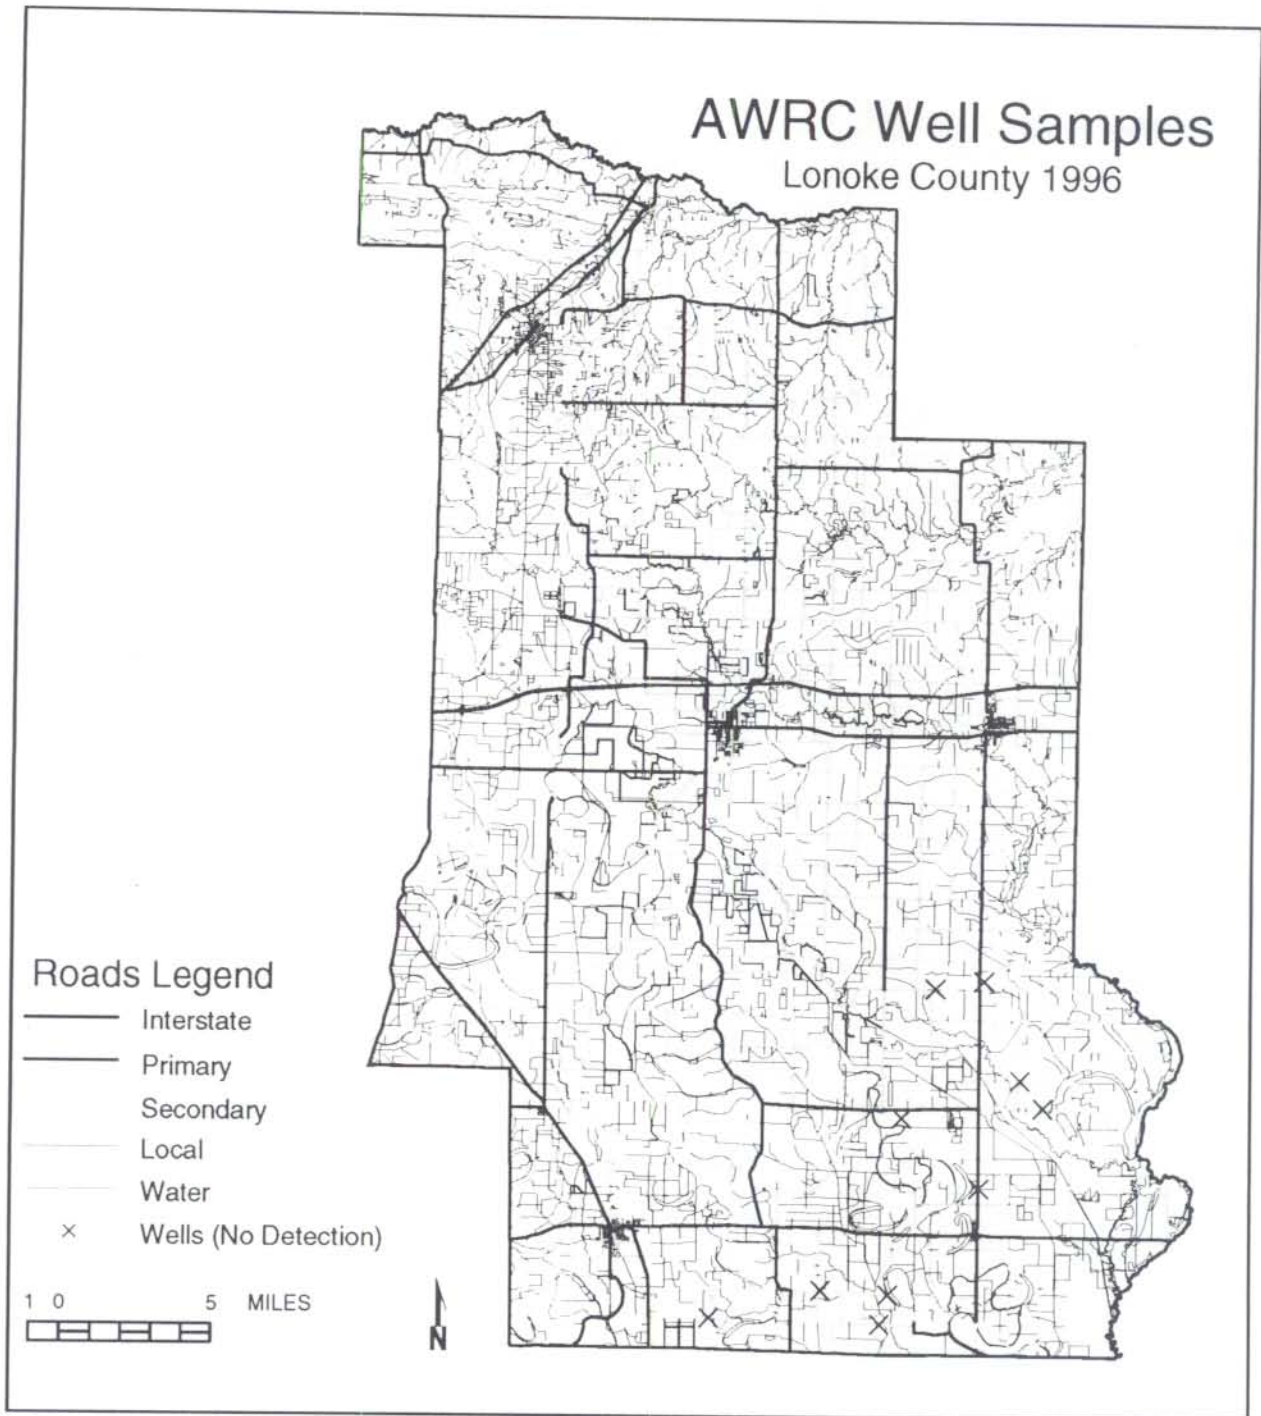 AWRC Well Samples
Lonoke County 1996
Roads Legend
Interstate
Primary
Secondary
Local
Water
Wells (No Detection)
1 0 5 MILES
N